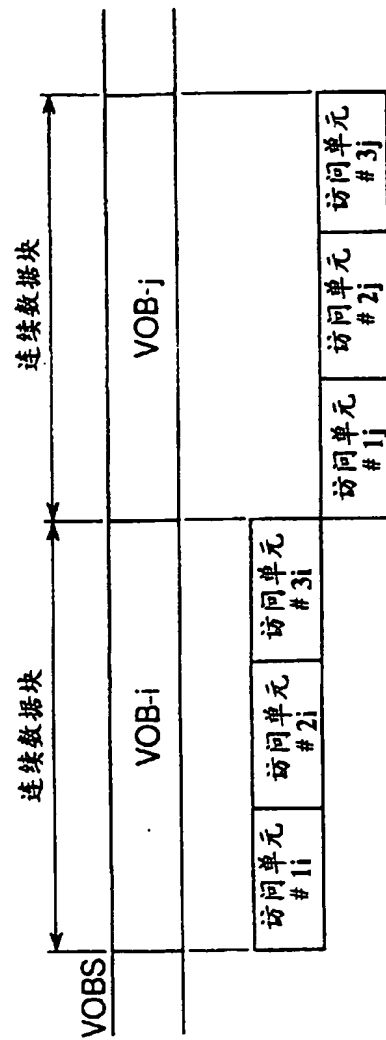 连续数据块
连续数据块
VOBS
VOB-i
VOB-j
访问单元
# 1i
访问单元
# 2i
访问单元
# 3i
访问单元
# 1j
访问单元
# 2j
访问单元
# 3j